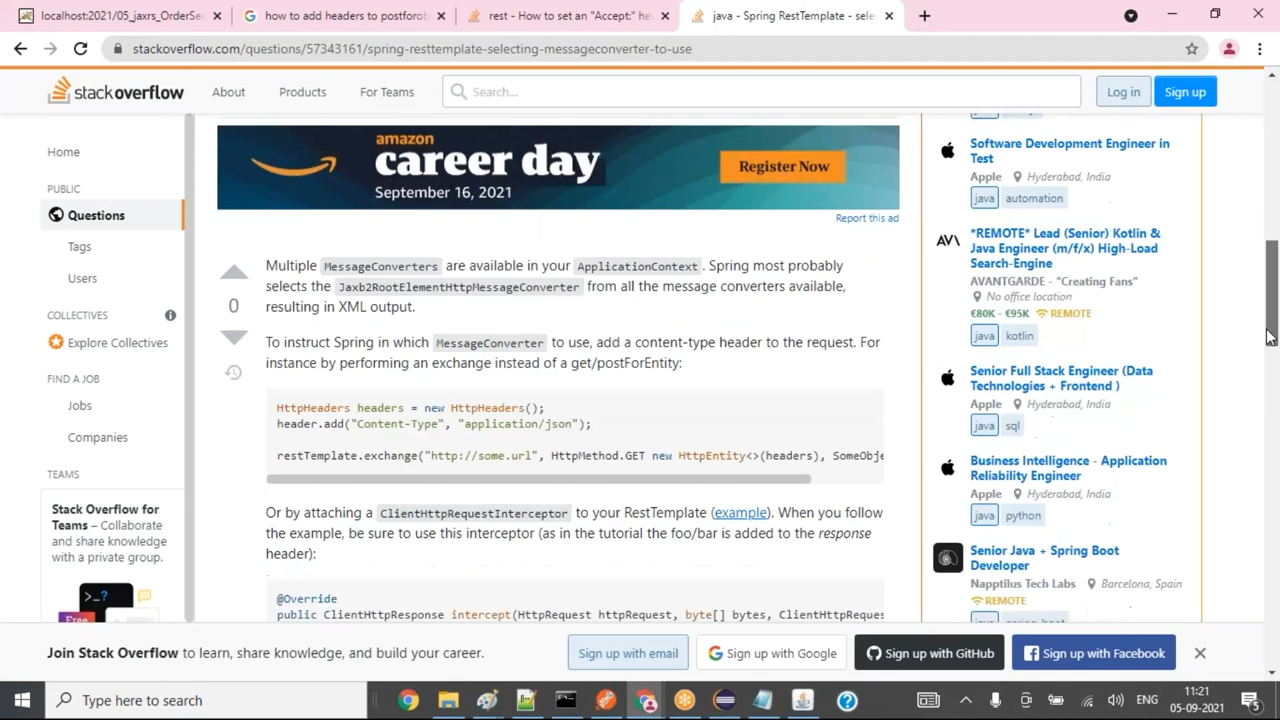 localhost:2021/05_jaxrs_OrderSer
how to add headers to postforob
rest - How to set an "Accept:" he
java - Spring RestTemplate - sele
stackoverflow.com/questions/57343161/spring-resttemplate-selecting-messageconverter-to-use
stackoverflow
About
Products
For Teams
Search...
Log in
Sign up
Home
PUBLIC
Questions
Tags
Users
COLLECTIVES
Explore Collectives
FIND A JOB
Jobs
Companies
TEAMS
Stack Overflow for
Teams – Collaborate
and share knowledge
with a private group.
>_?
Free
amazon
career day
September 16, 2021
Register Now
Report this ad
0
Multiple MessageConverters are available in your ApplicationContext. Spring most probably
selects the Jaxb2RootElementHttpMessageConverter from all the message converters available,
resulting in XML output.
To instruct Spring in which MessageConverter to use, add a content-type header to the request. For
instance by performing an exchange instead of a get/postForEntity:
HttpHeaders headers = new HttpHeaders();
header.add("Content-Type", "application/json");
restTemplate.exchange("http://some.url", HttpMethod.GET new HttpEntity<>(headers), SomeObje
Or by attaching a ClientHttpRequestInterceptor to your RestTemplate (example). When you follow
the example, be sure to use this interceptor (as in the tutorial the foo/bar is added to the response
header):
@Override
public ClientHttpResponse intercept(HttpRequest httpRequest, byte[] bytes, ClientHttpReques
Software Development Engineer in
Test
Apple Hyderabad, India
java automation
AV\
*REMOTE* Lead (Senior) Kotlin &
Java Engineer (m/f/x) High-Load
Search-Engine
AVANTGARDE - "Creating Fans"
No office location
€80K - €95K REMOTE
java kotlin
Senior Full Stack Engineer (Data
Technologies + Frontend )
Apple Hyderabad, India
java sql
Business Intelligence - Application
Reliability Engineer
Apple Hyderabad, India
java python
Senior Java + Spring Boot
Developer
Napptilus Tech Labs Barcelona, Spain
REMOTE
java spring-boot
Join Stack Overflow to learn, share knowledge, and build your career.
Sign up with email
Sign up with Google
Sign up with GitHub
Sign up with Facebook
Type here to search
ENG
11:21
05-09-2021
5